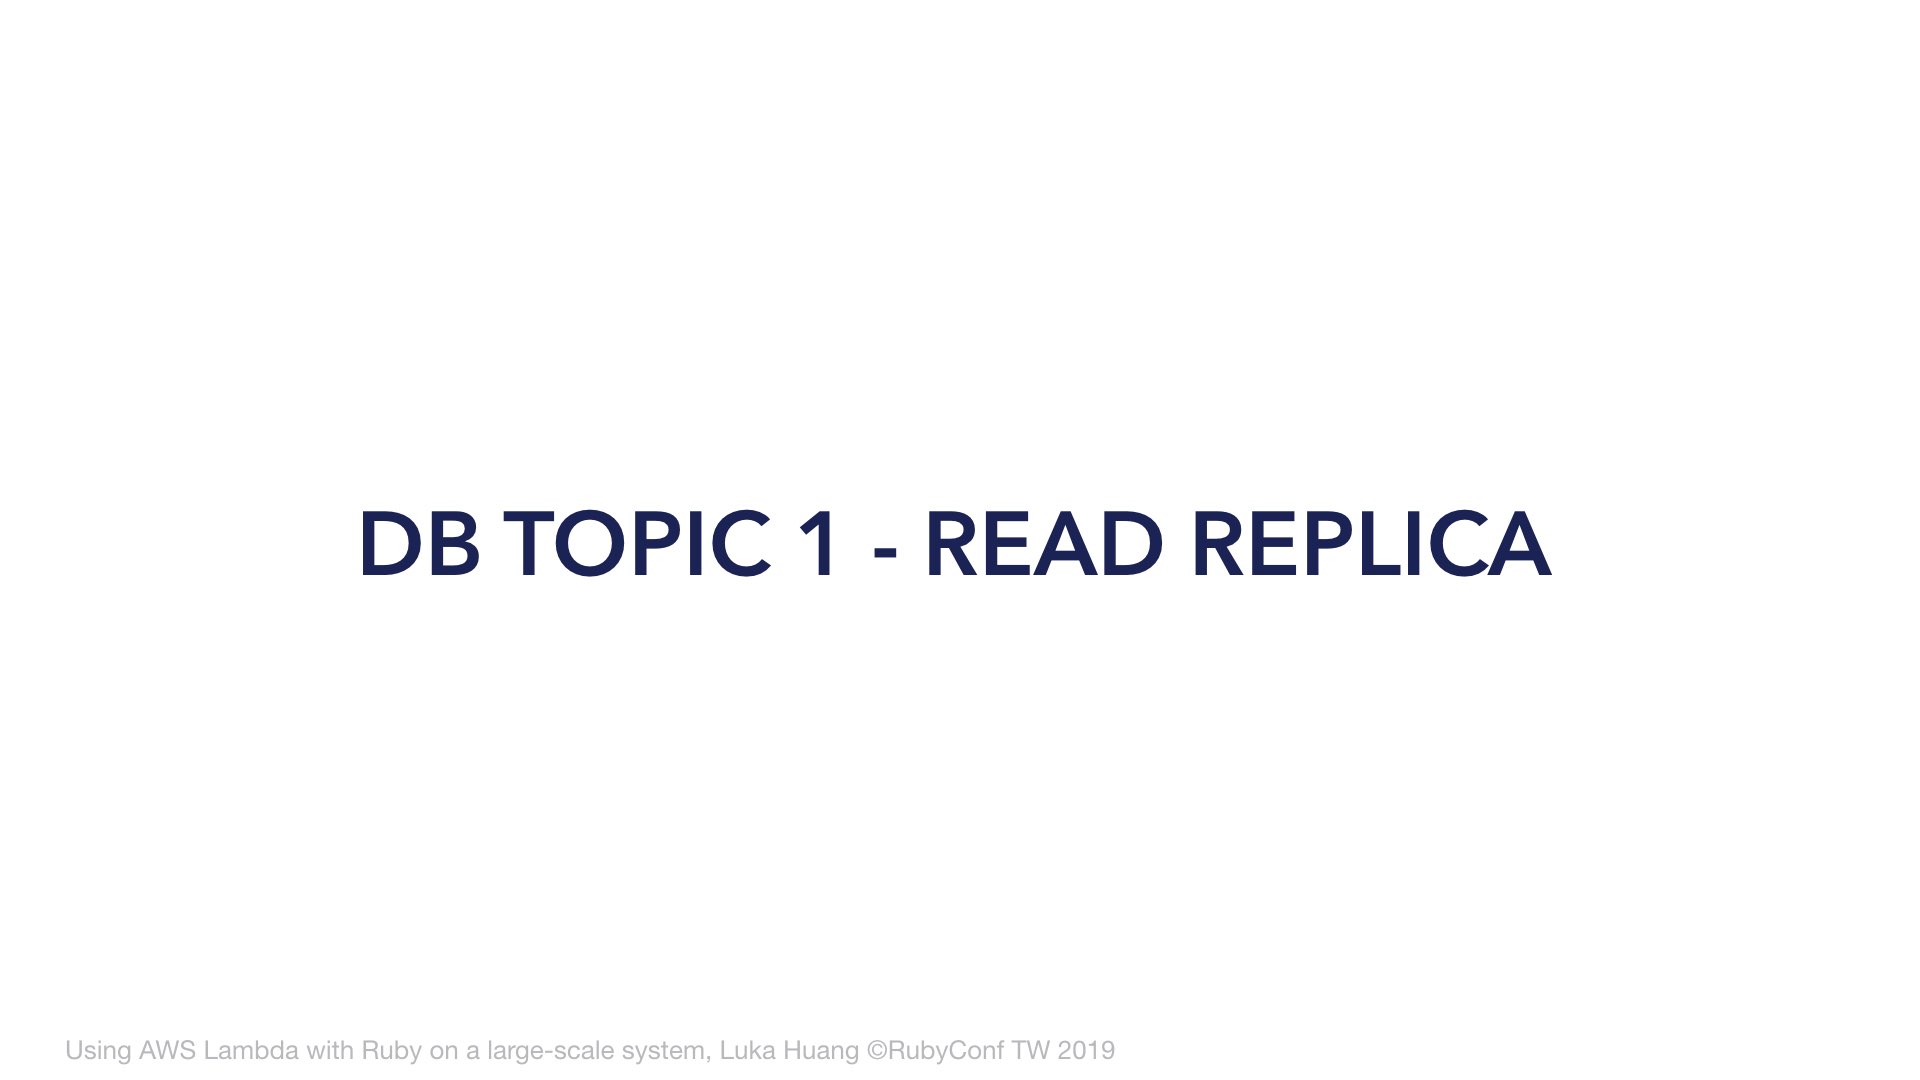 DB TOPIC 1 - READ REPLICA
Using AWS Lambda with Ruby on a large-scale system, Luka Huang ©RubyConf TW 2019